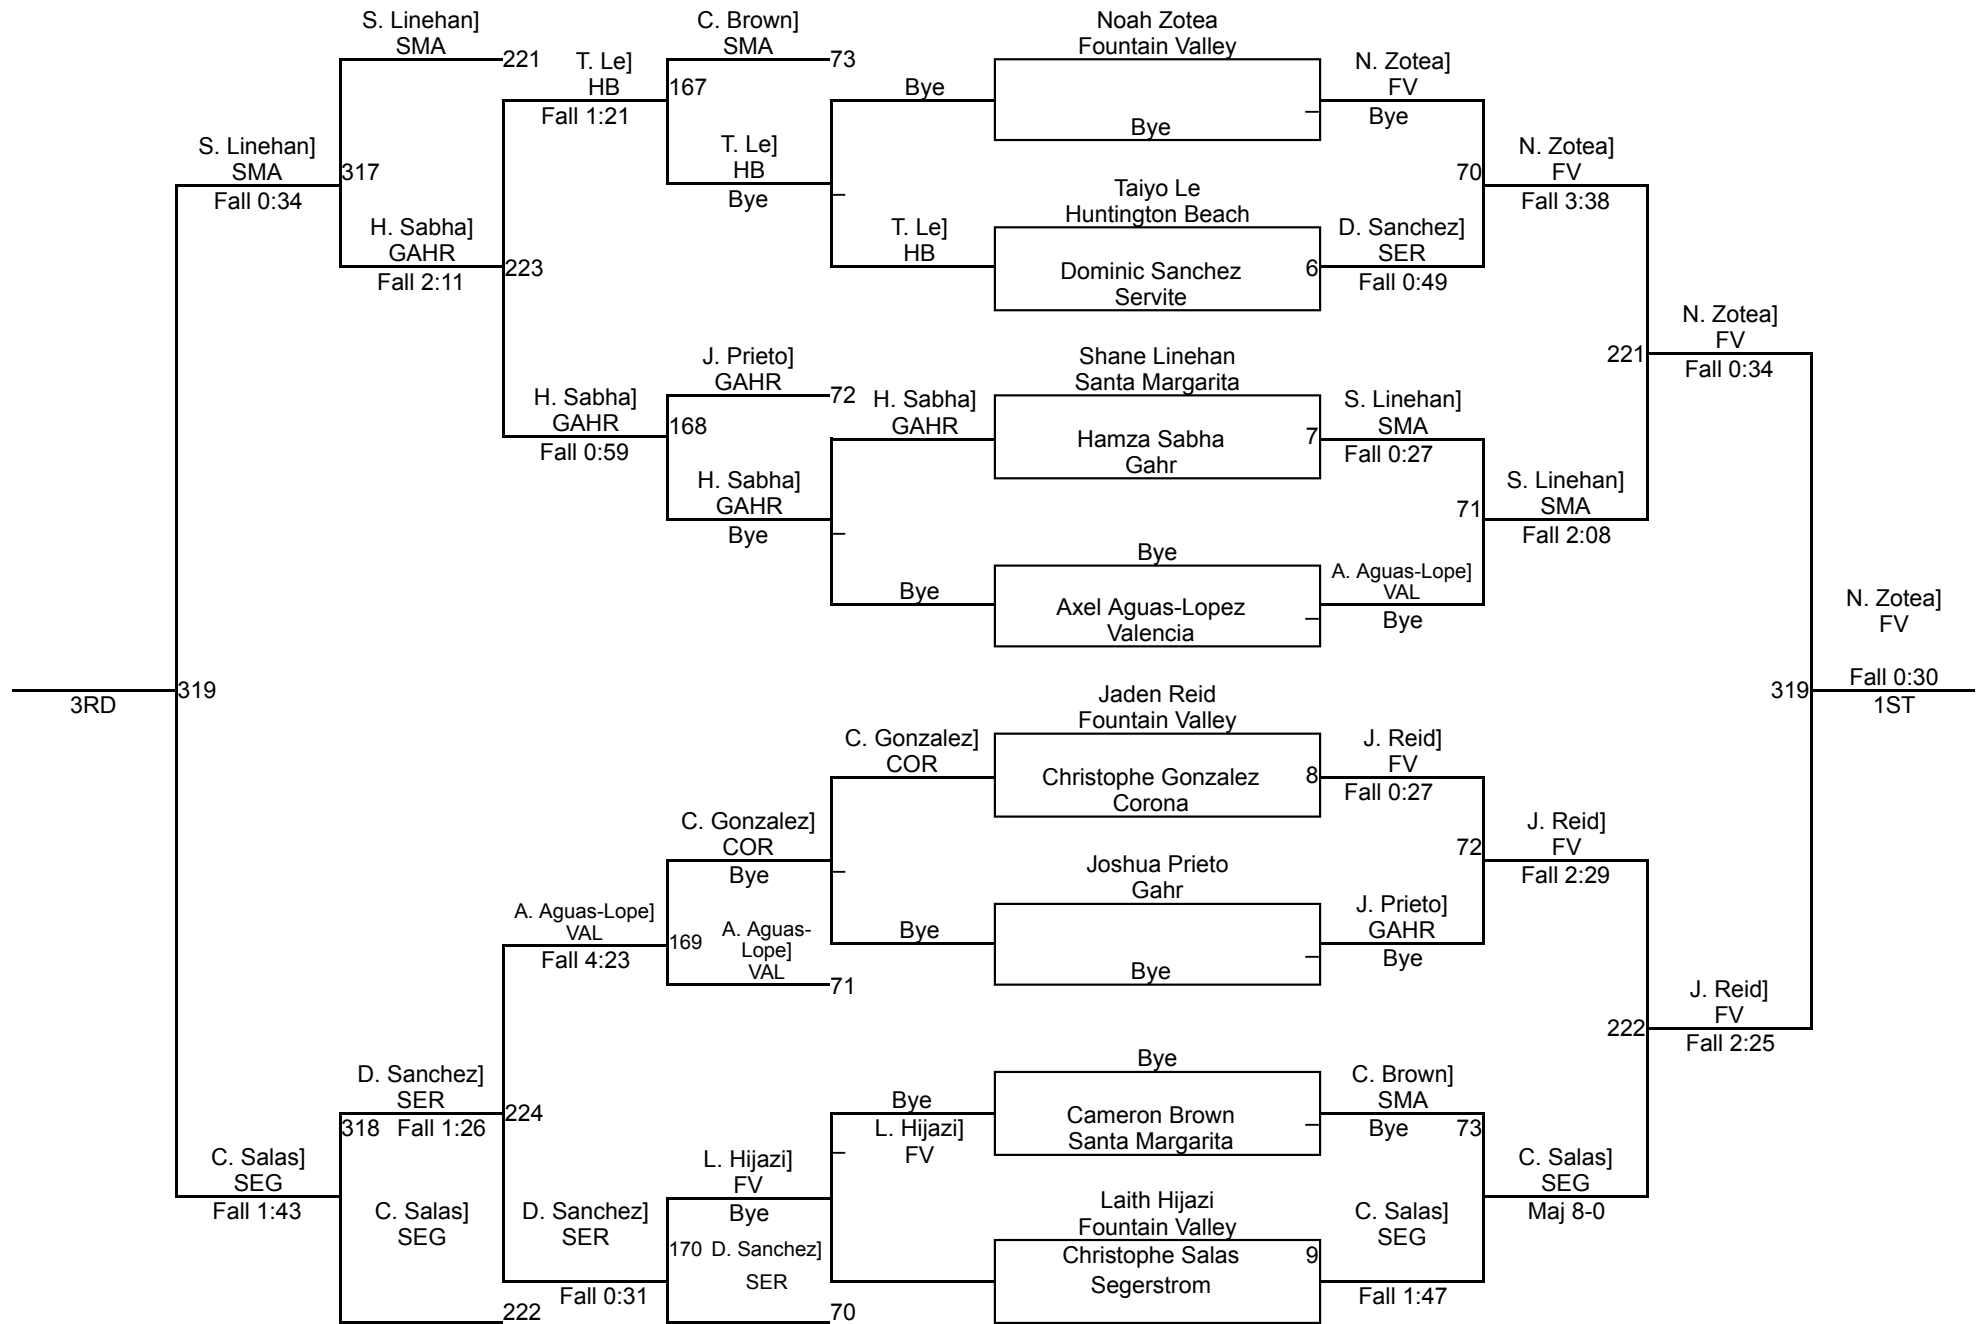 S. Linehan]
SMA
221
C. Brown]
SMA
73
Noah Zotea
Fountain Valley
T. Le]
HB
Fall 1:21
167
Bye
Bye
N. Zotea]
FV
Bye
S. Linehan]
SMA
Fall 0:34
317
T. Le]
HB
Bye
70
N. Zotea]
FV
Fall 3:38
Taiyo Le
Huntington Beach
H. Sabha]
GAHR
Fall 2:11
223
T. Le]
HB
Dominic Sanchez
Servite
6
D. Sanchez]
SER
Fall 0:49
J. Prieto]
GAHR
72
Shane Linehan
Santa Margarita
221
N. Zotea]
FV
Fall 0:34
H. Sabha]
GAHR
Fall 0:59
168
H. Sabha]
GAHR
Hamza Sabha
Gahr
7
S. Linehan]
SMA
Fall 0:27
H. Sabha]
GAHR
Bye
71
S. Linehan]
SMA
Fall 2:08
Bye
Bye
Axel Aguas-Lopez
Valencia
A. Aguas-Lope]
VAL
Bye
N. Zotea]
FV
Fall 0:30
1ST
3RD
319
319
Jaden Reid
Fountain Valley
C. Gonzalez]
COR
Christophe Gonzalez
Corona
8
J. Reid]
FV
Fall 0:27
C. Gonzalez]
COR
Bye
72
J. Reid]
FV
Fall 2:29
Joshua Prieto
Gahr
A. Aguas-Lope]
VAL
Fall 4:23
169
A. Aguas-
Lope]
VAL
71
Bye
Bye
J. Prieto]
GAHR
Bye
222
J. Reid]
FV
Fall 2:25
Bye
D. Sanchez]
SER
318
Fall 1:26
224
Bye
L. Hijazi]
FV
Cameron Brown
Santa Margarita
C. Brown]
SMA
Bye
73
C. Salas]
SEG
Fall 1:43
L. Hijazi]
FV
Bye
C. Salas]
SEG
Maj 8-0
Laith Hijazi
Fountain Valley
C. Salas]
SEG
D. Sanchez]
SER
Fall 0:31
170
D. Sanchez]
SER
Christophe Salas
Segerstrom
9
C. Salas]
SEG
Fall 1:47
222
70